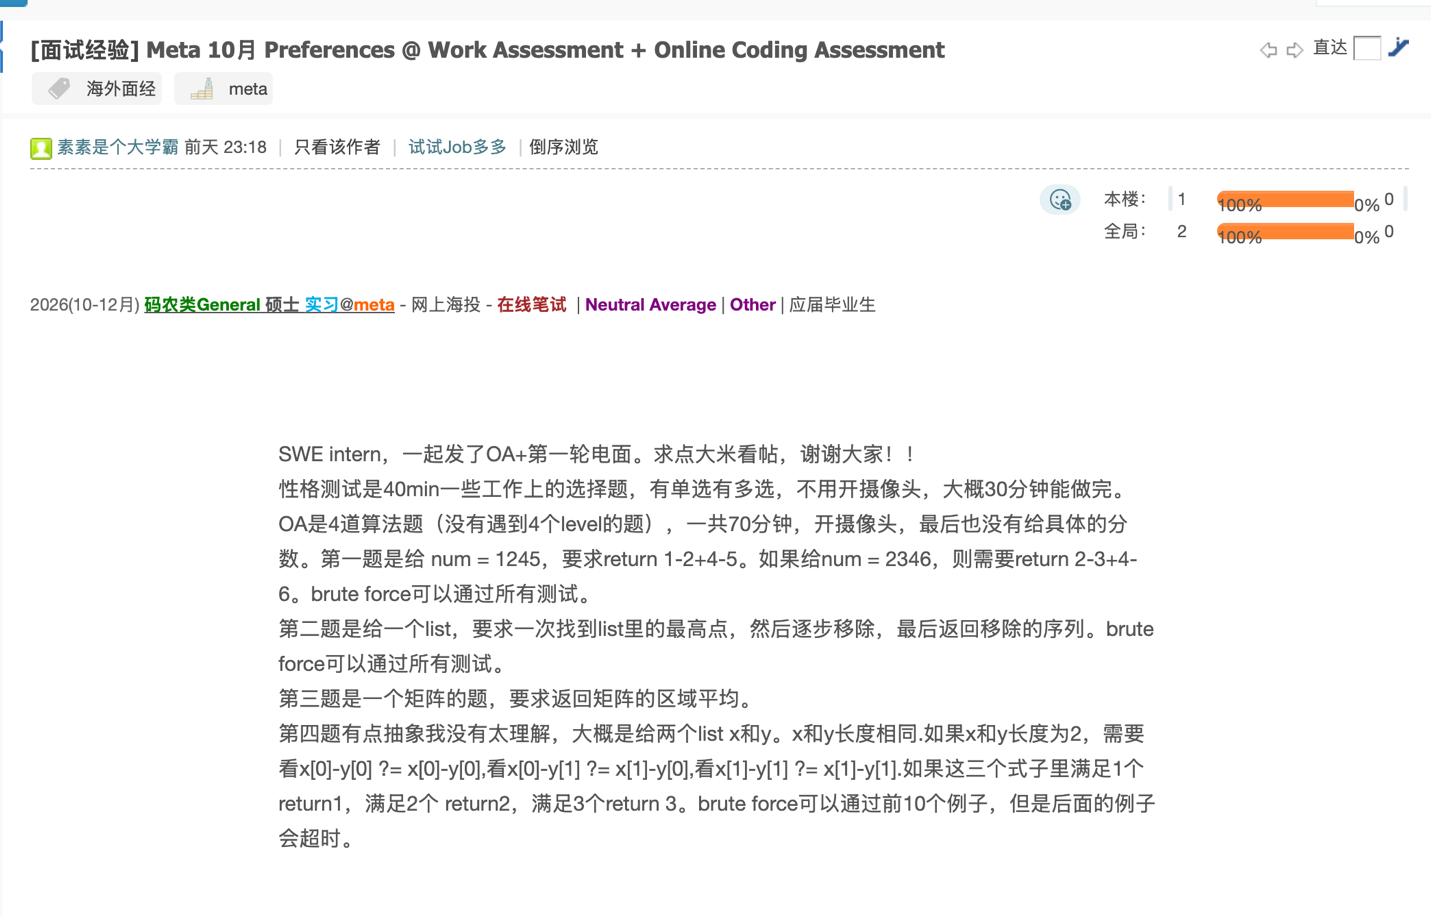 [面试经验] Meta 10月 Preferences @ Work Assessment + Online Coding Assessment
直达
海外面经 meta
素素是个大学霸 前天 23:18 | 只看该作者 | 试试Job多多 | 倒序浏览
本楼： 1 100% 0% 0
全局： 2 100% 0% 0
2026(10-12月) 码农类General 硕士 实习@meta - 网上海投 - 在线笔试 | Neutral Average | Other | 应届毕业生
SWE intern，一起发了OA+第一轮电面。求点大米看帖，谢谢大家！！
性格测试是40min一些工作上的选择题，有单选有多选，不用开摄像头，大概30分钟能做完。
OA是4道算法题（没有遇到4个level的题），一共70分钟，开摄像头，最后也没有给具体的分
数。第一题是给 num = 1245，要求return 1-2+4-5。如果给num = 2346，则需要return 2-3+4-
6。brute force可以通过所有测试。
第二题是给一个list，要求一次找到list里的最高点，然后逐步移除，最后返回移除的序列。brute
force可以通过所有测试。
第三题是一个矩阵的题，要求返回矩阵的区域平均。
第四题有点抽象我没有太理解，大概是给两个list x和y。x和y长度相同.如果x和y长度为2，需要
看x[0]-y[0] ?= x[0]-y[0],看x[0]-y[1] ?= x[1]-y[0],看x[1]-y[1] ?= x[1]-y[1].如果这三个式子里满足1个
return1，满足2个 return2，满足3个return 3。brute force可以通过前10个例子，但是后面的例子
会超时。